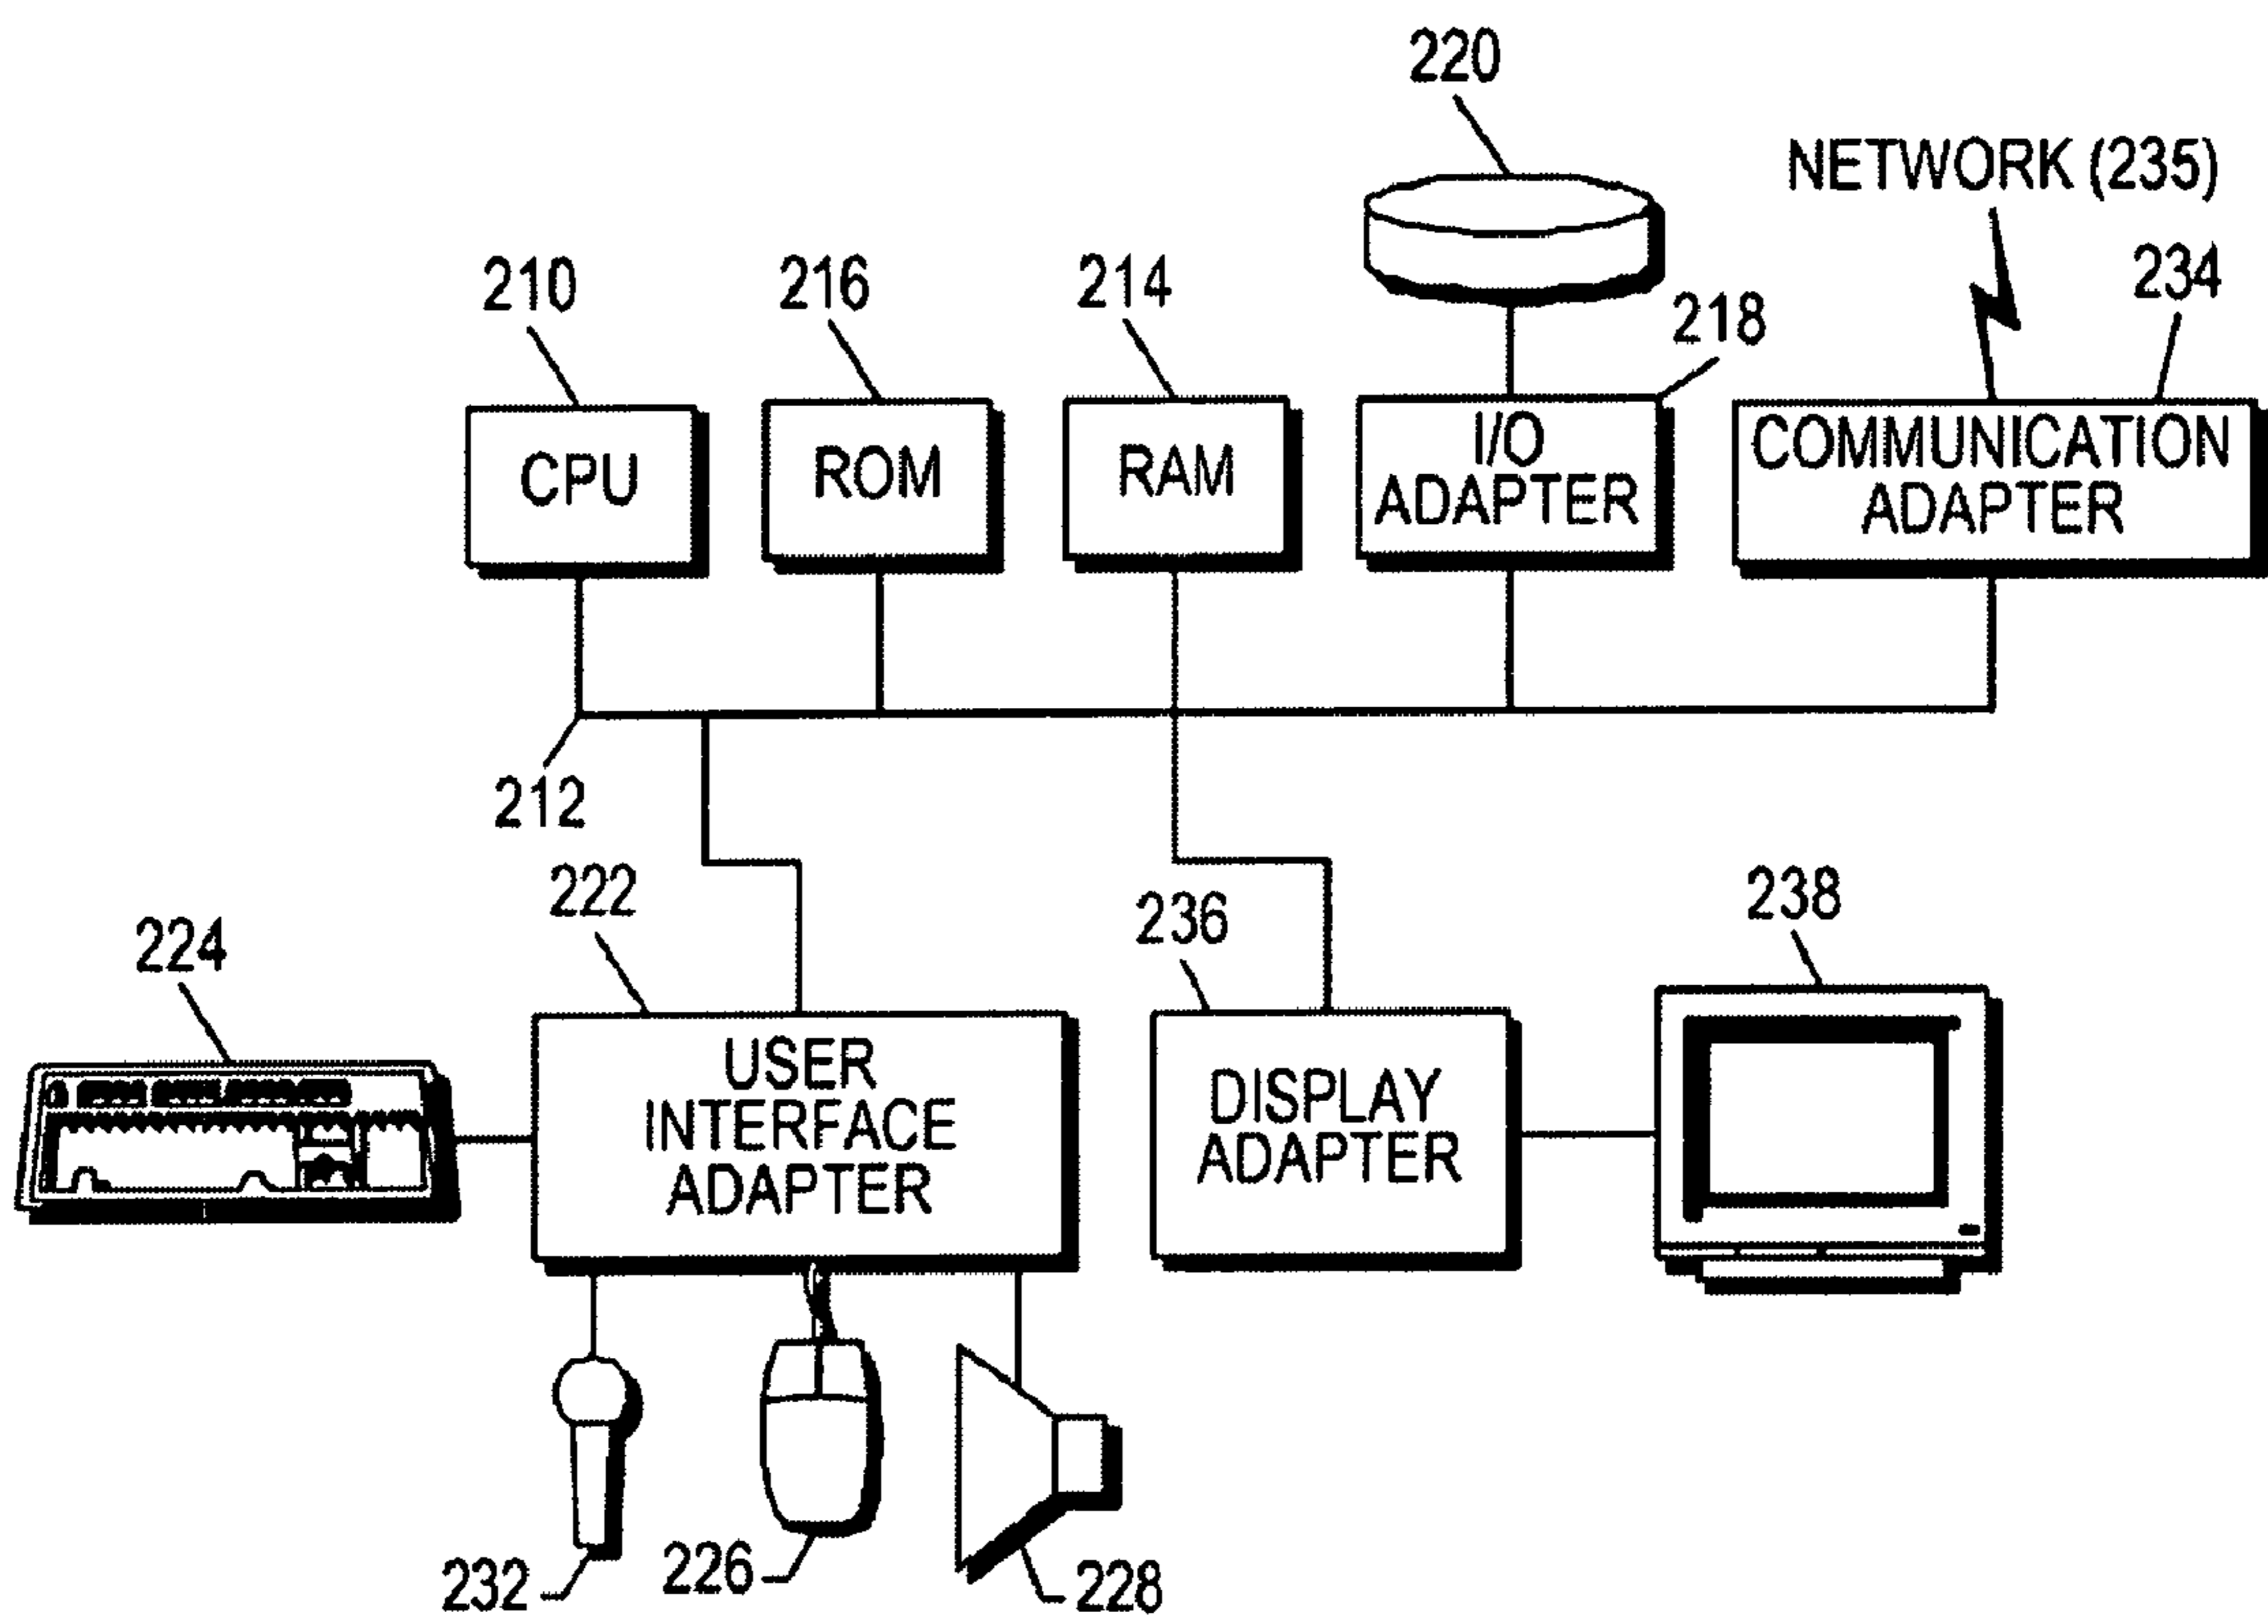 220
NETWORK (235)
210
216
214
218
234
CPU
ROM
RAM
I/O
ADAPTER
COMMUNICATION
ADAPTER
212
222
236
238
224
USER
INTERFACE
ADAPTER
DISPLAY
ADAPTER
232
226
228